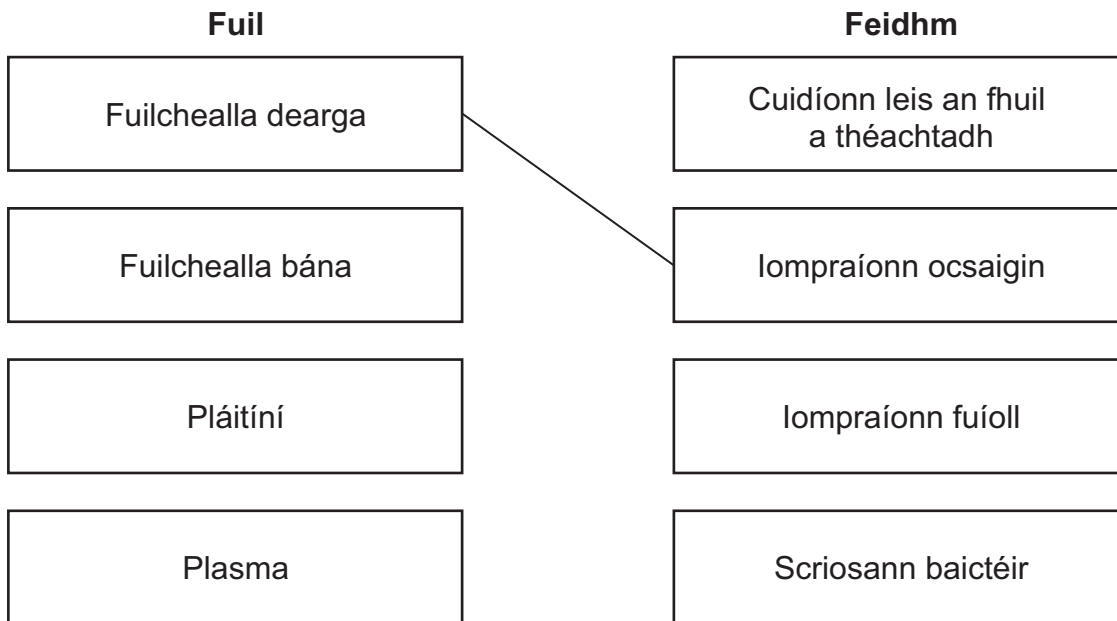 Fuil
Feidhm
Fuilchealla dearga
Cuidíonn leis an fhuil
a théachtadh
Fuilchealla bána
Iompraíonn ocsaigin
Pláitíní
Iompraíonn fuíoll
Plasma
Scriosann baictéir